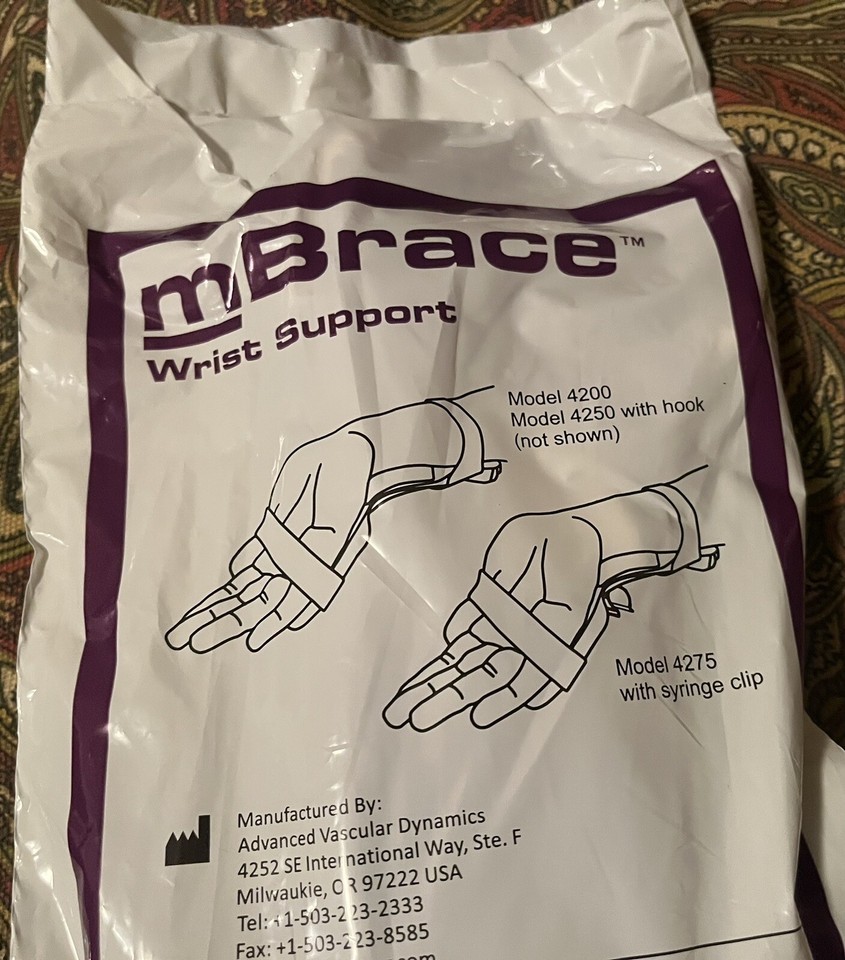 mBrace™
Wrist Support
Model 4200
Model 4250 with hook
(not shown)
Model 4275
with syringe clip
Manufactured By:
Advanced Vascular Dynamics
4252 SE International Way, Ste. F
Milwaukie, OR 97222 USA
Tel: +1-503-223-2333
Fax: +1-503-223-8585